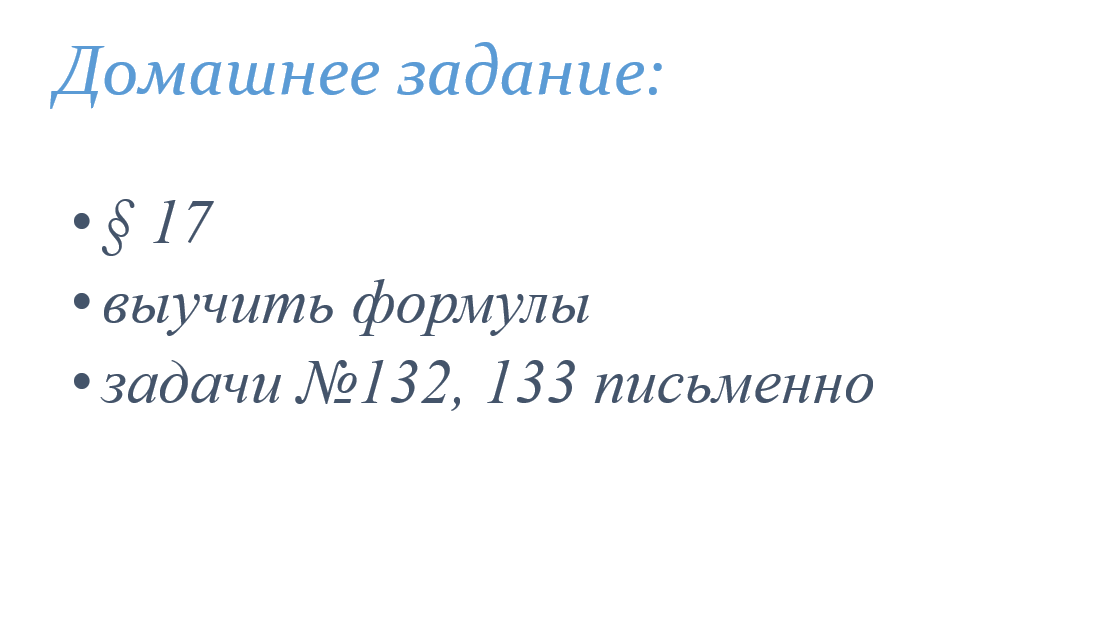 Домашнее задание:
• § 17
• выучить формулы
• задачи №132, 133 письменно